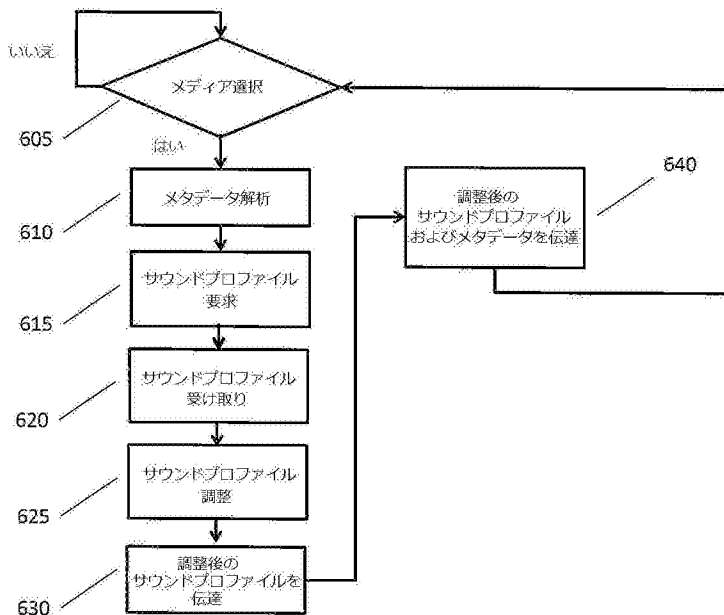 いいえ
メディア選択
605
はい
メタデータ解析
610
サウンドプロファイル
要求
615
サウンドプロファイル
受け取り
620
サウンドプロファイル
調整
625
調整後の
サウンドプロファイルを
伝達
630
調整後の
サウンドプロファイル
およびメタデータを伝達
640